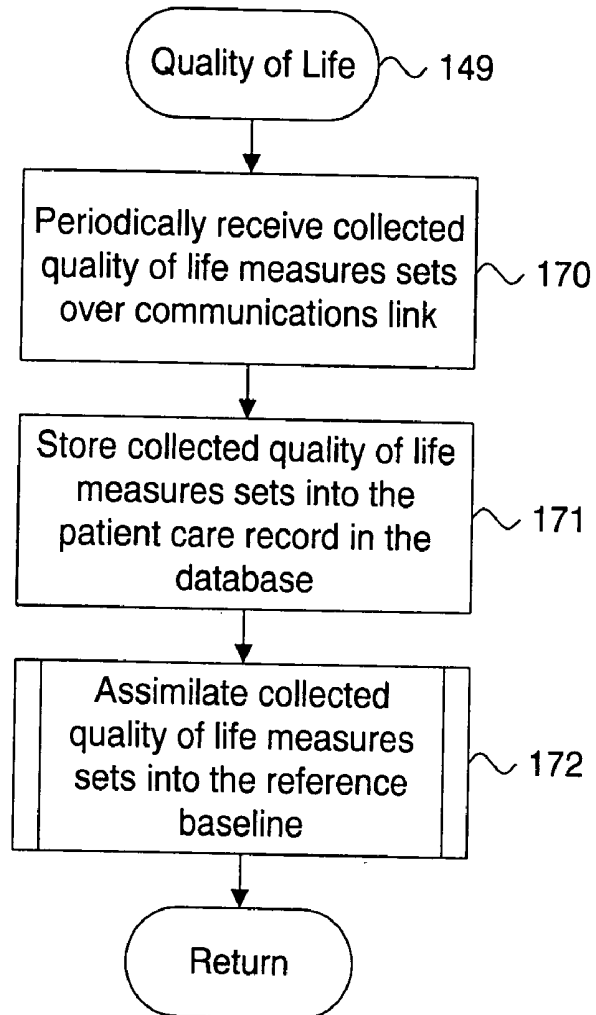 Quality of Life
149
Periodically receive collected
quality of life measures sets
over communications link
170
Store collected quality of life
measures sets into the
patient care record in the
database
171
Assimilate collected
quality of life measures
sets into the reference
baseline
172
Return